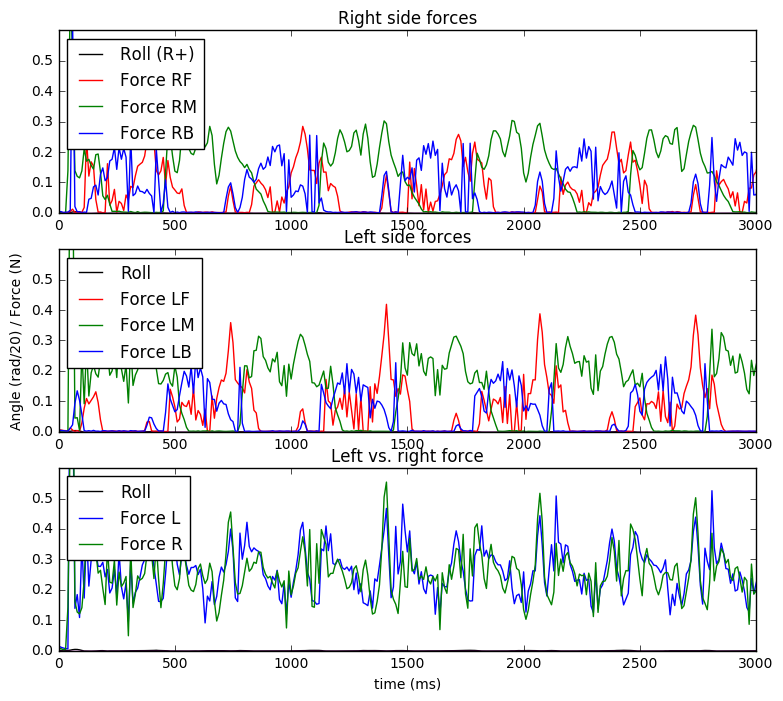 Right side forces
0.5
0.4
0.3
0.2
0.1
0.0
Roll (R+)
Force RF
Force RM
Force RB
0 500 1000 1500 2000 2500 3000
Left side forces
Angle (rad/20) / Force (N)
0.5
0.4
0.3
0.2
0.1
0.0
Roll
Force LF
Force LM
Force LB
0 500 1000 1500 2000 2500 3000
Left vs. right force
0.5
0.4
0.3
0.2
0.1
0.0
Roll
Force L
Force R
0 500 1000 1500 2000 2500 3000
time (ms)